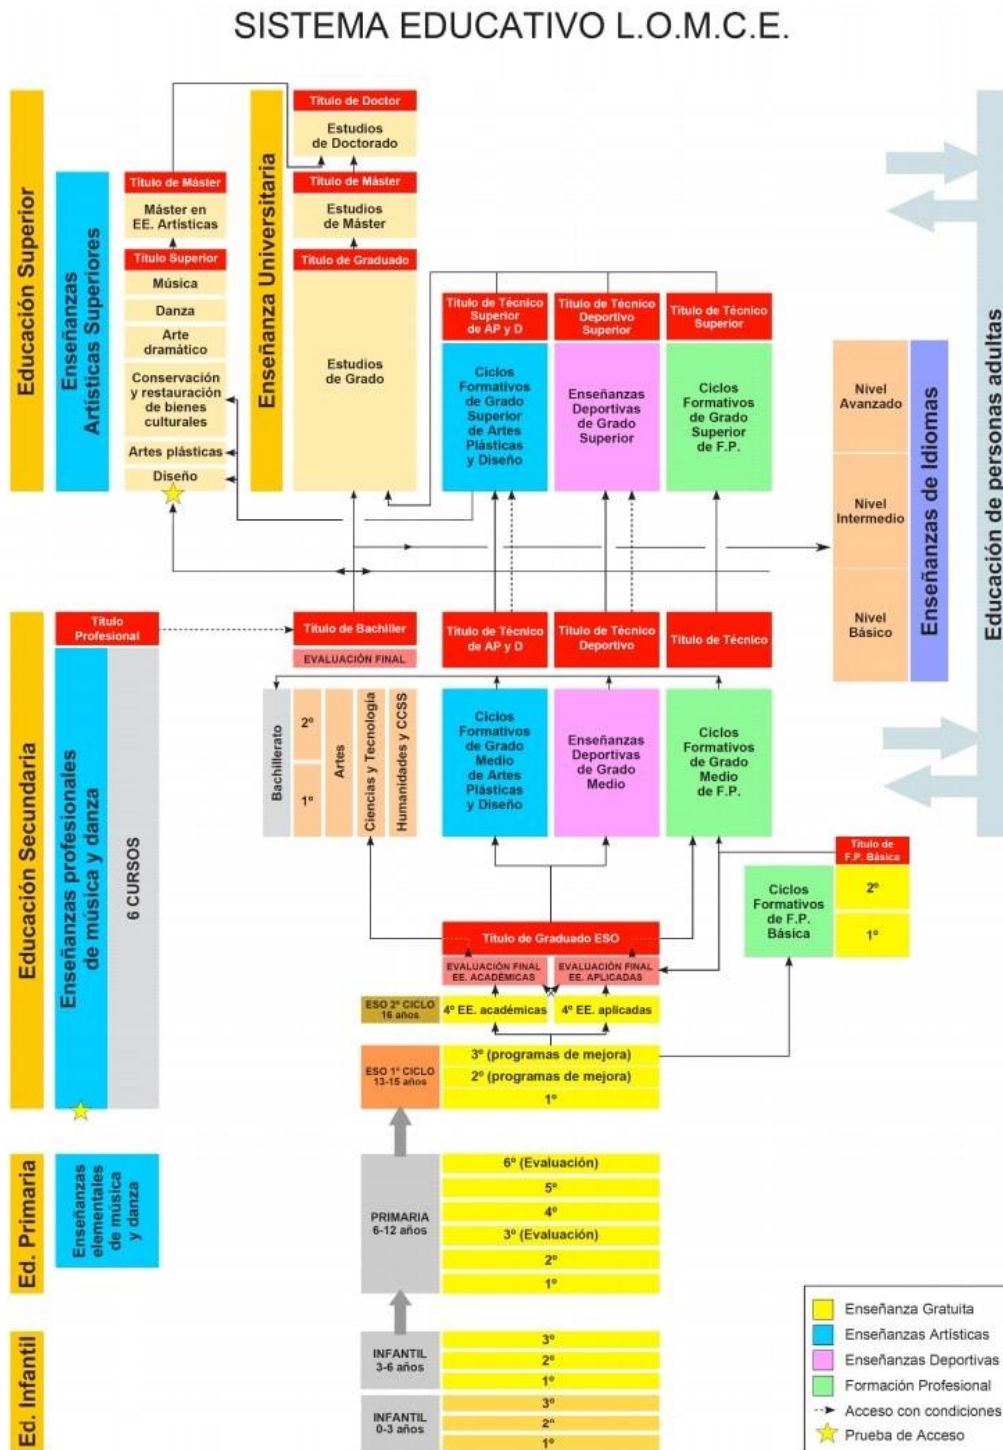 SISTEMA EDUCATIVO L.O.M.C.E.
Educación Superior
Enseñanzas
Artísticas Superiores
Título de Máster
Máster en
EE. Artísticas
Título Superior
Música
Danza
Arte
dramático
Conservación
y restauración
de bienes
culturales
Artes plásticas
Diseño
Enseñanza Universitaria
Título de Doctor
Estudios
de Doctorado
Título de Máster
Estudios
de Máster
Título de Graduado
Estudios
de Grado
Título de Técnico
Superior
de AP y D
Ciclos
Formativos
de Grado
Superior
de Artes
Plásticas
y Diseño
Título de Técnico
Deportivo
Superior
Enseñanzas
Deportivas
de Grado
Superior
Título de Técnico
Superior
Ciclos
Formativos
de Grado
Superior
de F.P.
Nivel
Avanzado
Nivel
Intermedio
Nivel
Básico
Enseñanzas de Idiomas
Educación de personas adultas
Educación Secundaria
Título
Profesional
Enseñanzas profesionales
de música y danza
6 CURSOS
Título de Bachiller
EVALUACIÓN FINAL
Bachillerato
2º
1º
Artes
Ciencias y Tecnología
Humanidades y CCSS
Título de Técnico
de AP y D
Ciclos
Formativos
de Grado
Medio
de Artes
Plásticas
y Diseño
Título de Técnico
Deportivo
Enseñanzas
Deportivas
de Grado
Medio
Título de Técnico
Ciclos
Formativos
de Grado
Medio
de F.P.
Título de
F.P. Básica
Ciclos
Formativos
de F.P.
Básica
2º
1º
Título de Graduado ESO
EVALUACIÓN FINAL
EE. ACADÉMICAS
EVALUACIÓN FINAL
EE. APLICADAS
ESO 2º CICLO
16 años
4º EE. académicas
4º EE. aplicadas
ESO 1º CICLO
13-15 años
3º (programas de mejora)
2º (programas de mejora)
1º
Ed. Primaria
Enseñanzas
elementales
de música
y danza
PRIMARIA
6-12 años
6º (Evaluación)
5º
4º
3º (Evaluación)
2º
1º
Ed. Infantil
INFANTIL
3-6 años
3º
2º
1º
INFANTIL
0-3 años
3º
2º
1º
Enseñanza Gratuita
Enseñanzas Artísticas
Enseñanzas Deportivas
Formación Profesional
Acceso con condiciones
Prueba de Acceso